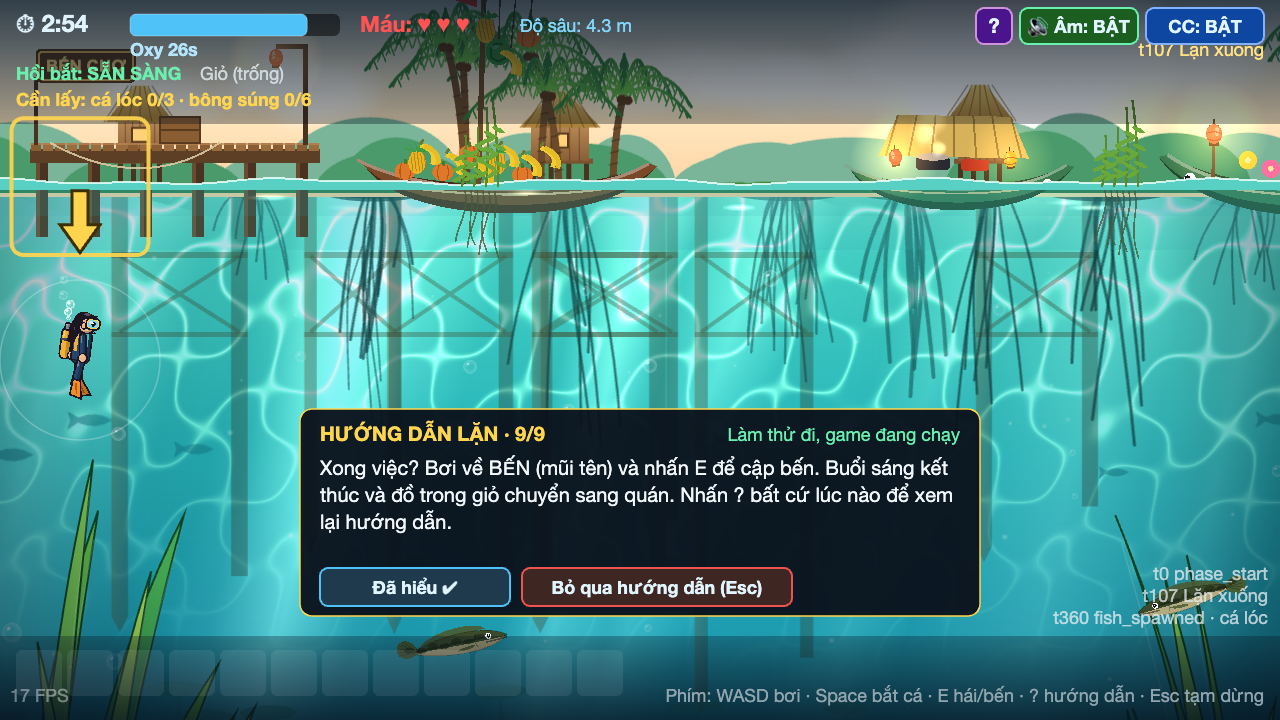 ⏱ 2:54
Máu: ♥ ♥ ♥
Độ sâu: 4.3 m
?
🔊 Âm: BẬT
CC: BẬT
Oxy 26s
t107 Lặn xuống
BẾN CHỢ
Hồi bắt: SẴN SÀNG Giỏ (trống)
Cần lấy: cá lóc 0/3 · bông súng 0/6
HƯỚNG DẪN LẶN · 9/9
Làm thử đi, game đang chạy
Xong việc? Bơi về BẾN (mũi tên) và nhấn E để cập bến. Buổi sáng kết
thúc và đồ trong giỏ chuyển sang quán. Nhấn ? bất cứ lúc nào để xem
lại hướng dẫn.
Đã hiểu ✔
Bỏ qua hướng dẫn (Esc)
t0 phase_start
t107 Lặn xuống
t360 fish_spawned · cá lóc
17 FPS
Phím: WASD bơi · Space bắt cá · E hái/bến · ? hướng dẫn · Esc tạm dừng